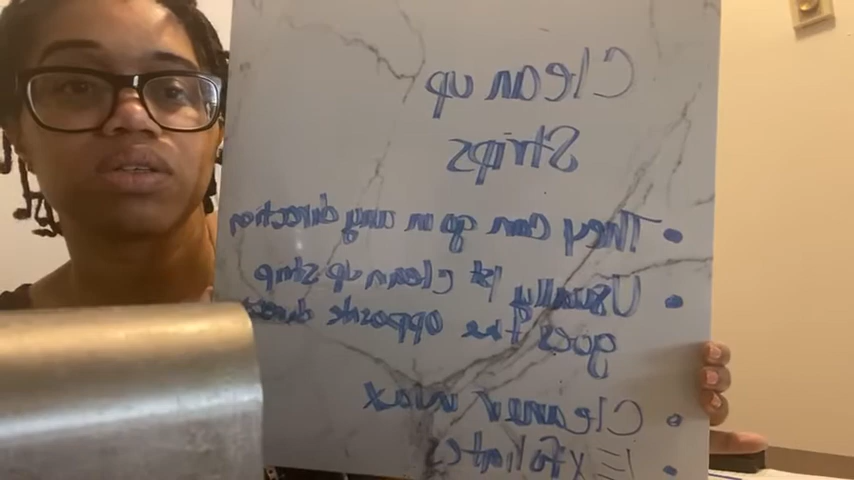 Clean up
Strips
• They can go in any direction
• Usually 1st clean up strip
goes the opposite direct
• Cleaner wax
• Exfoliate